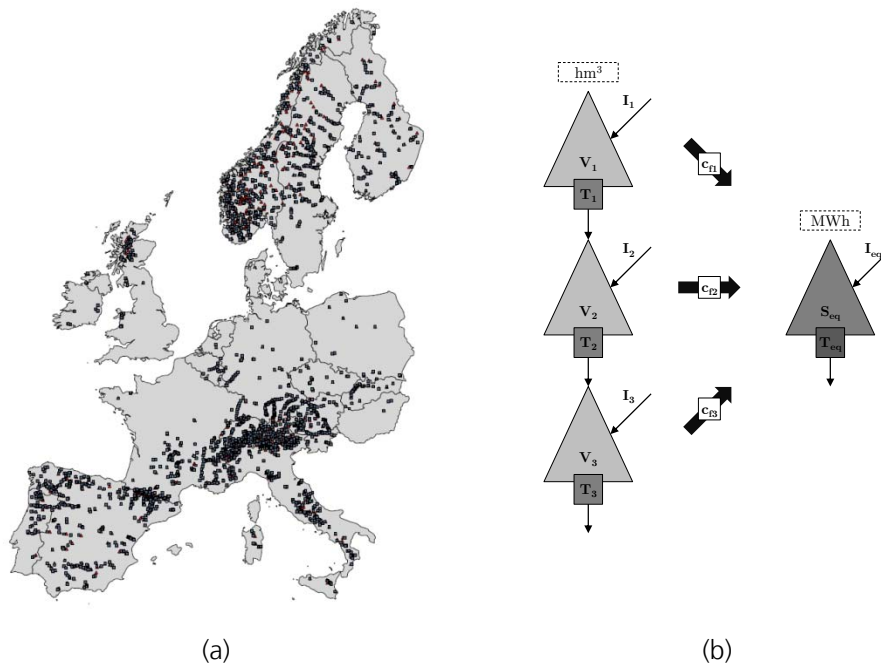 hm³
I₁
V₁
T₁
c_f1
I₂
V₂
T₂
c_f2
MWh
I_eq
S_eq
T_eq
I₃
V₃
T₃
c_f3
(a)
(b)